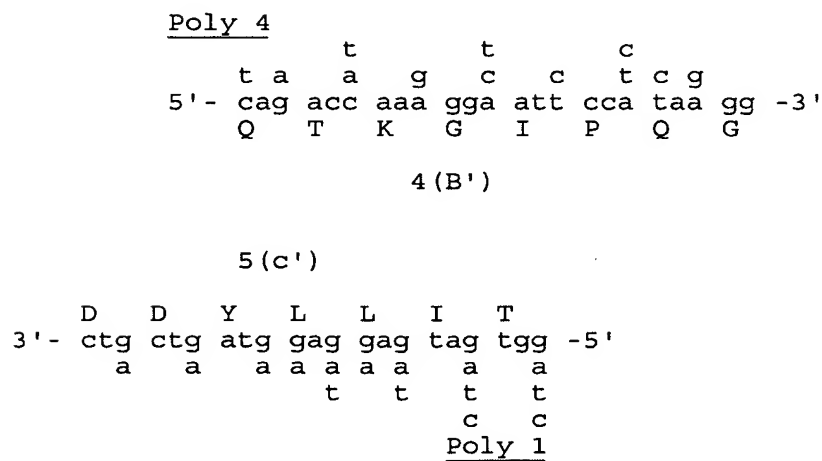 Poly 4
t t c
t a a g c c t c g
5'- cag acc aaa gga att cca taa gg -3'
Q T K G I P Q G
4(B')
5(c')
D D Y L L I T
3'- ctg ctg atg gag gag tag tgg -5'
a a a a a a a a a a
t t t t
c c
Poly 1